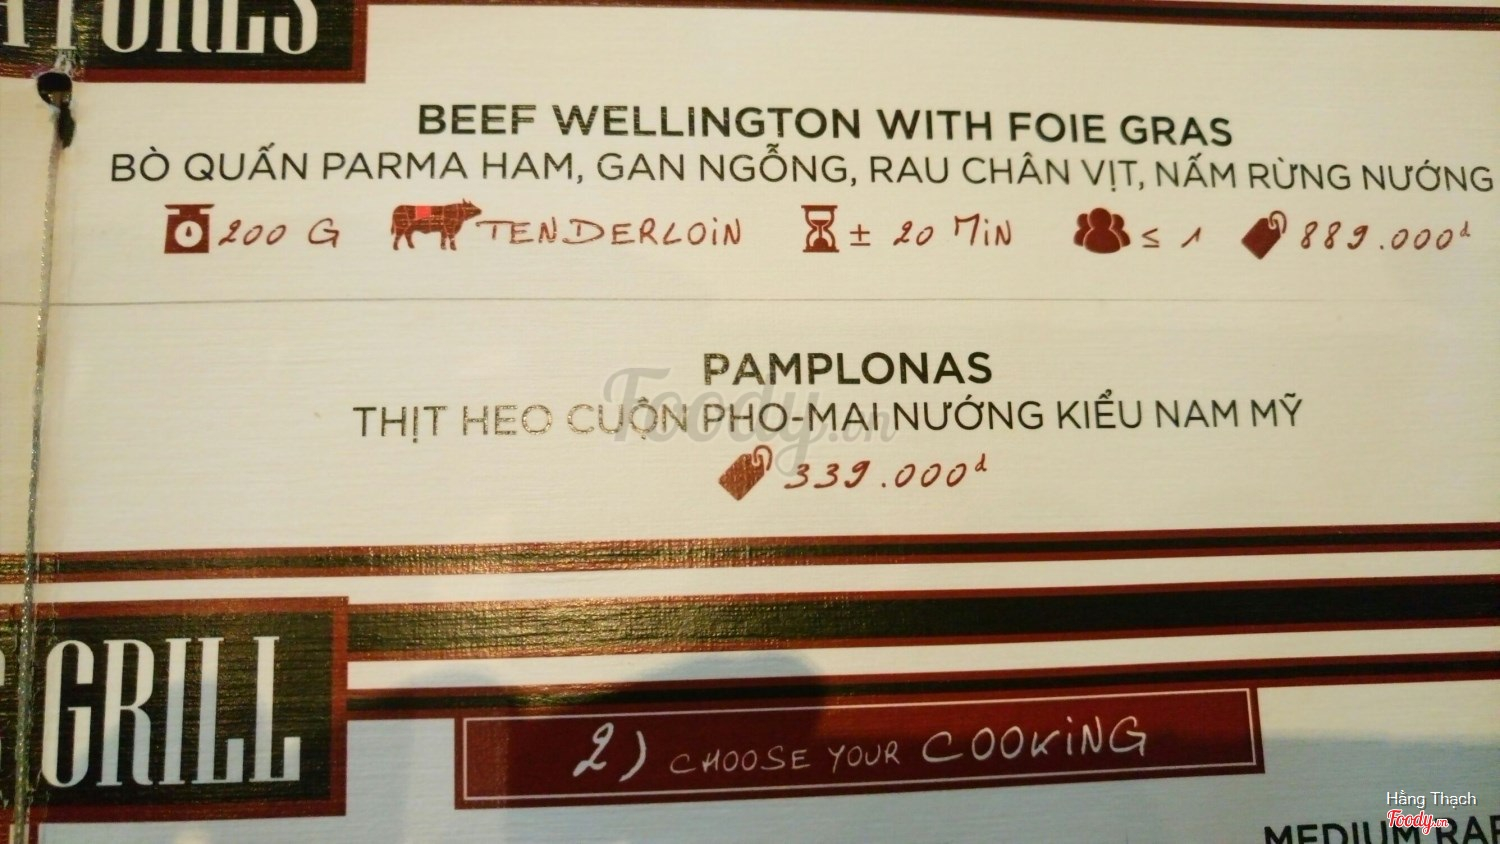 BEEF WELLINGTON WITH FOIE GRAS
BÒ QUẤN PARMA HAM, GAN NGỖNG, RAU CHÂN VỊT, NẤM RỪNG NƯỚNG
200 G TENDERLOIN ± 20 MIN ≤ 1 889.000đ
PAMPLONAS
THỊT HEO CUỘN PHO-MAI NƯỚNG KIỂU NAM MỸ
339.000đ
Foody.vn
GRILL
2) CHOOSE YOUR COOKING
Hằng Thạch
Foody.vn
MEDIUM